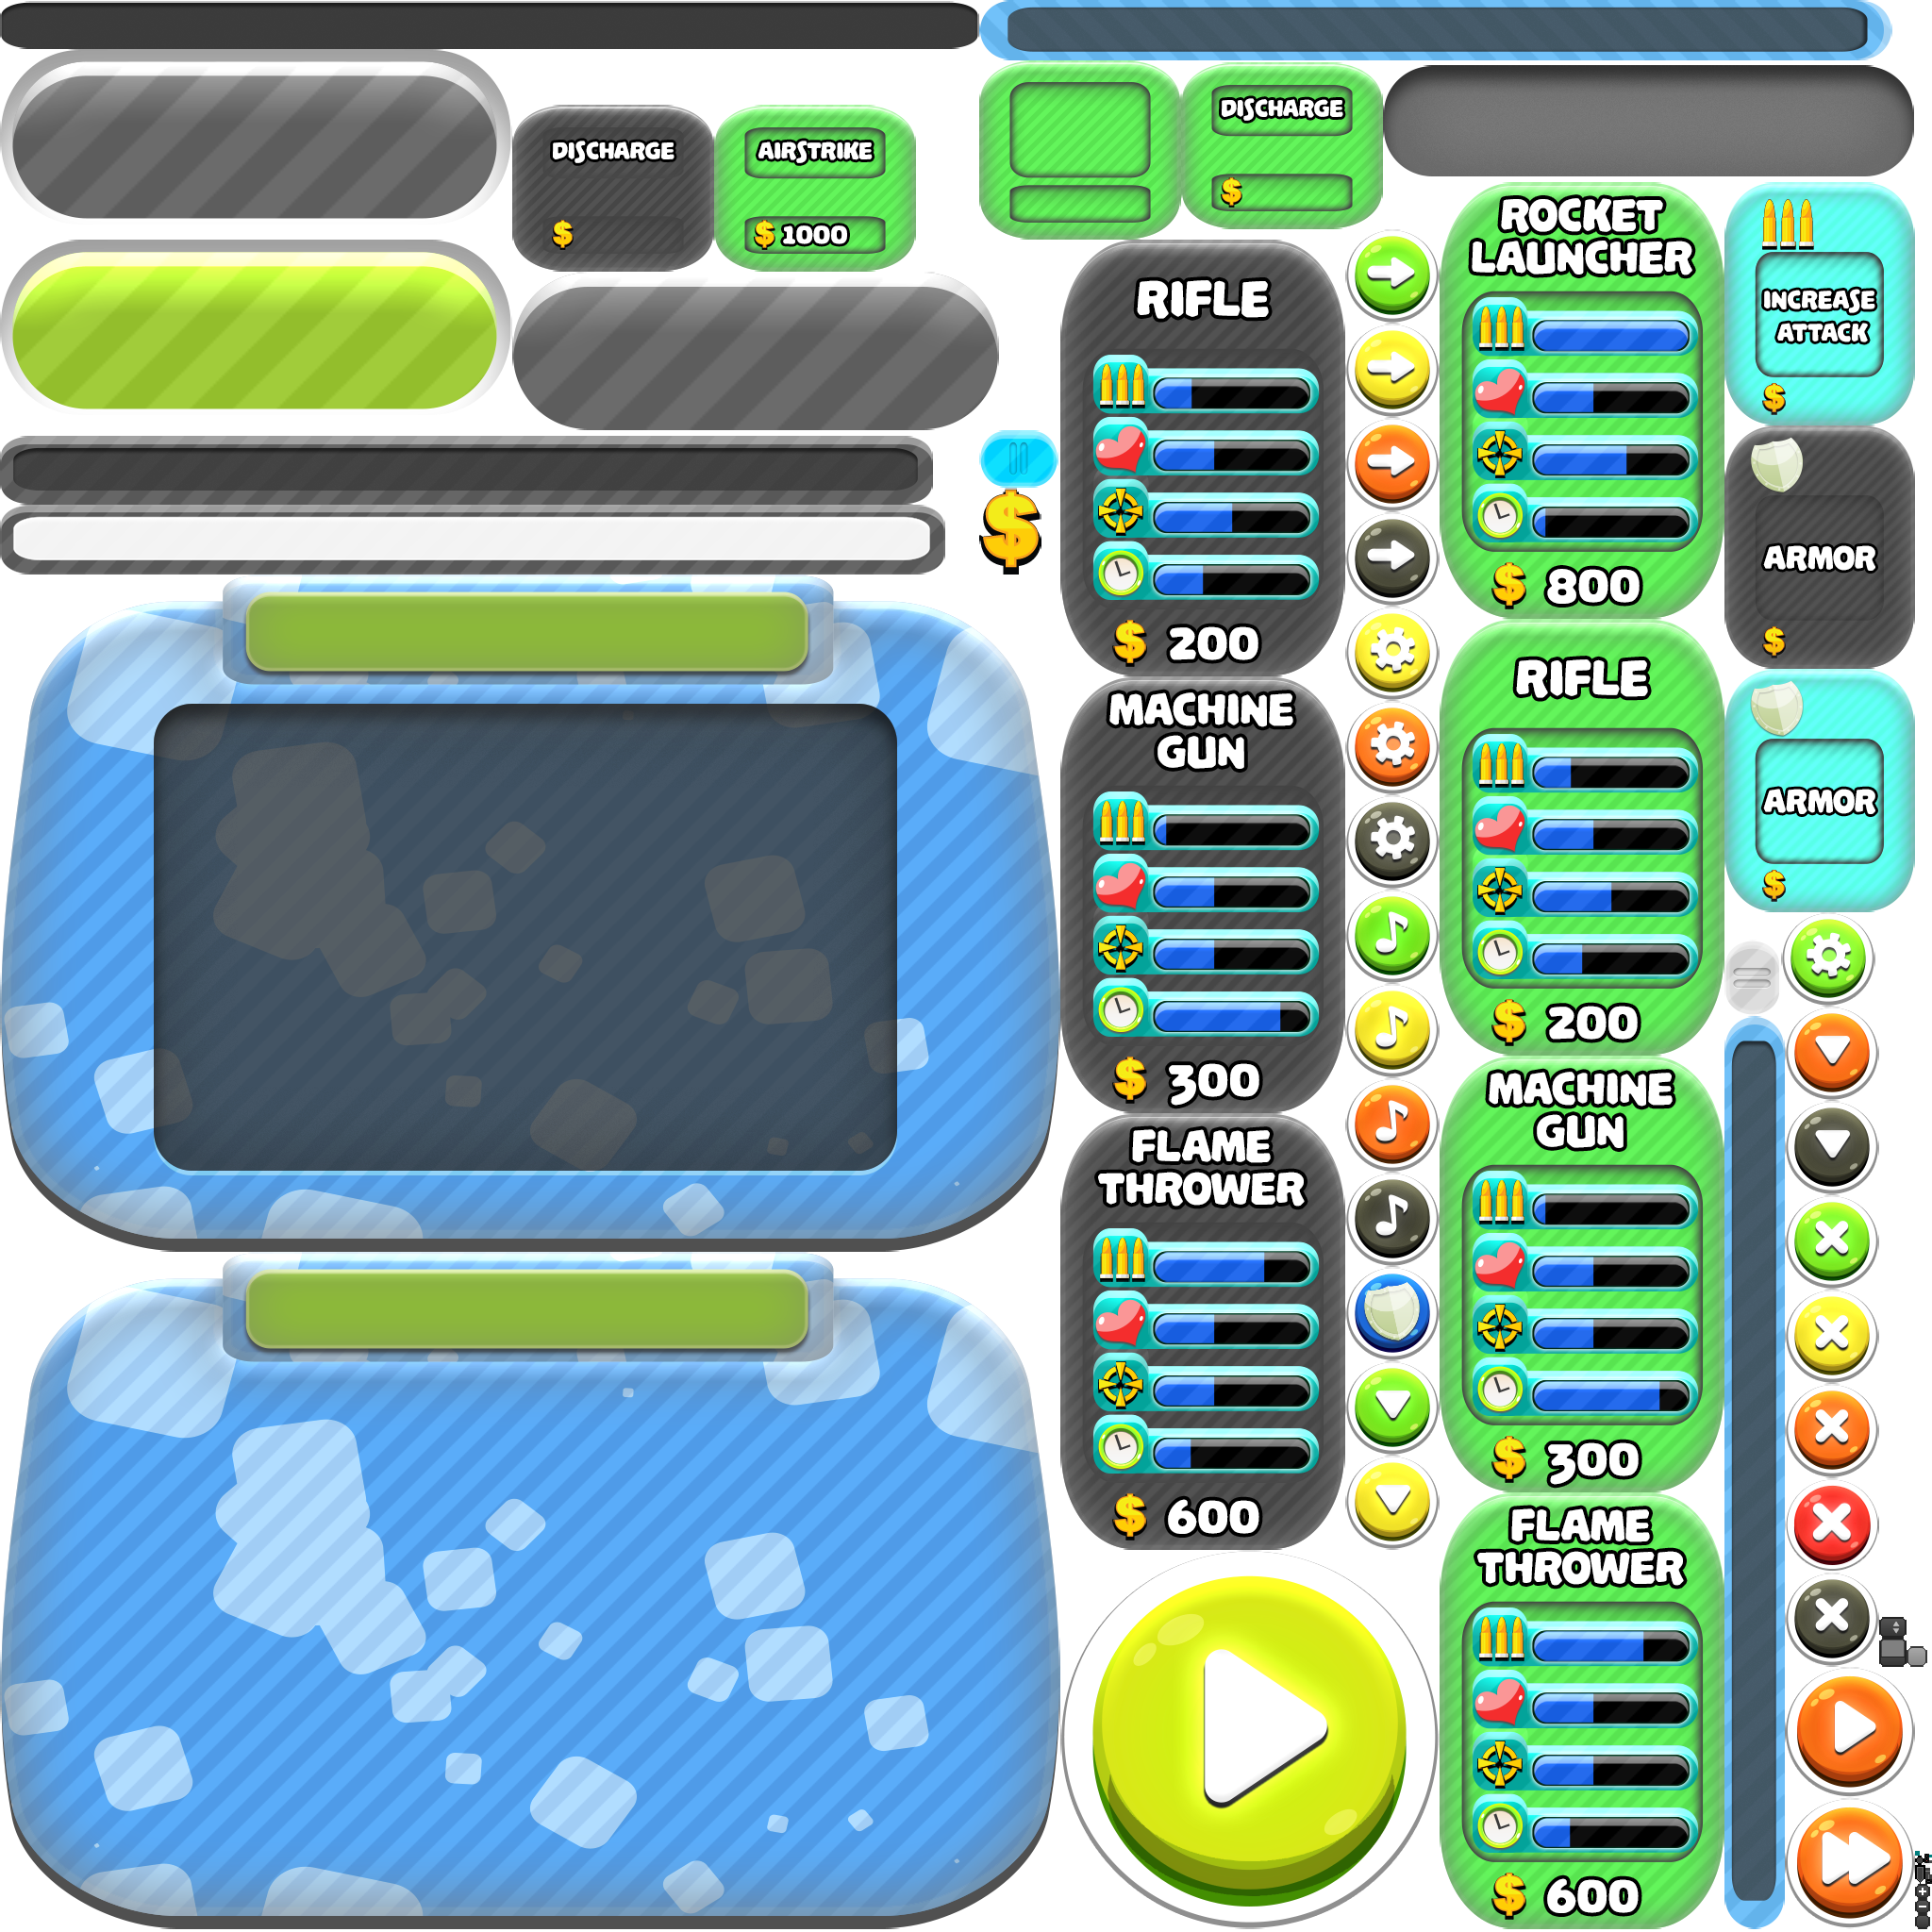 DISCHARGE
$
AIRSTRIKE
$ 1000
DISCHARGE
$
$
RIFLE
$ 200
MACHINE
GUN
$ 300
FLAME
THROWER
$ 600
ROCKET
LAUNCHER
$ 800
RIFLE
$ 200
MACHINE
GUN
$ 300
FLAME
THROWER
$ 600
INCREASE
ATTACK
$
ARMOR
$
ARMOR
$